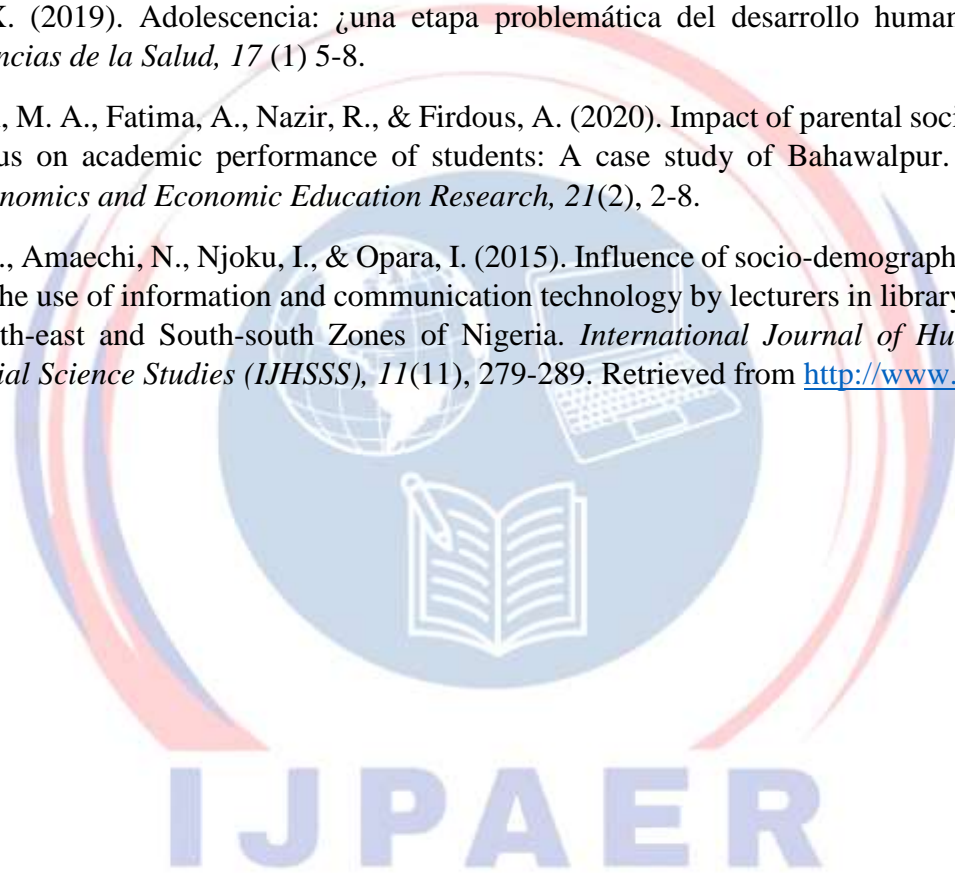 X. (2019). Adolescencia: ¿una etapa problemática del desarrollo human
ncias de la Salud, 17 (1) 5-8.
, M. A., Fatima, A., Nazir, R., & Firdous, A. (2020). Impact of parental soci
us on academic performance of students: A case study of Bahawalpur.
nomics and Economic Education Research, 21(2), 2-8.
., Amaechi, N., Njoku, I., & Opara, I. (2015). Influence of socio-demograph
he use of information and communication technology by lecturers in library
th-east and South-south Zones of Nigeria. International Journal of Hu
ial Science Studies (IJHSSS), 11(11), 279-289. Retrieved from http://www.
IJPAER